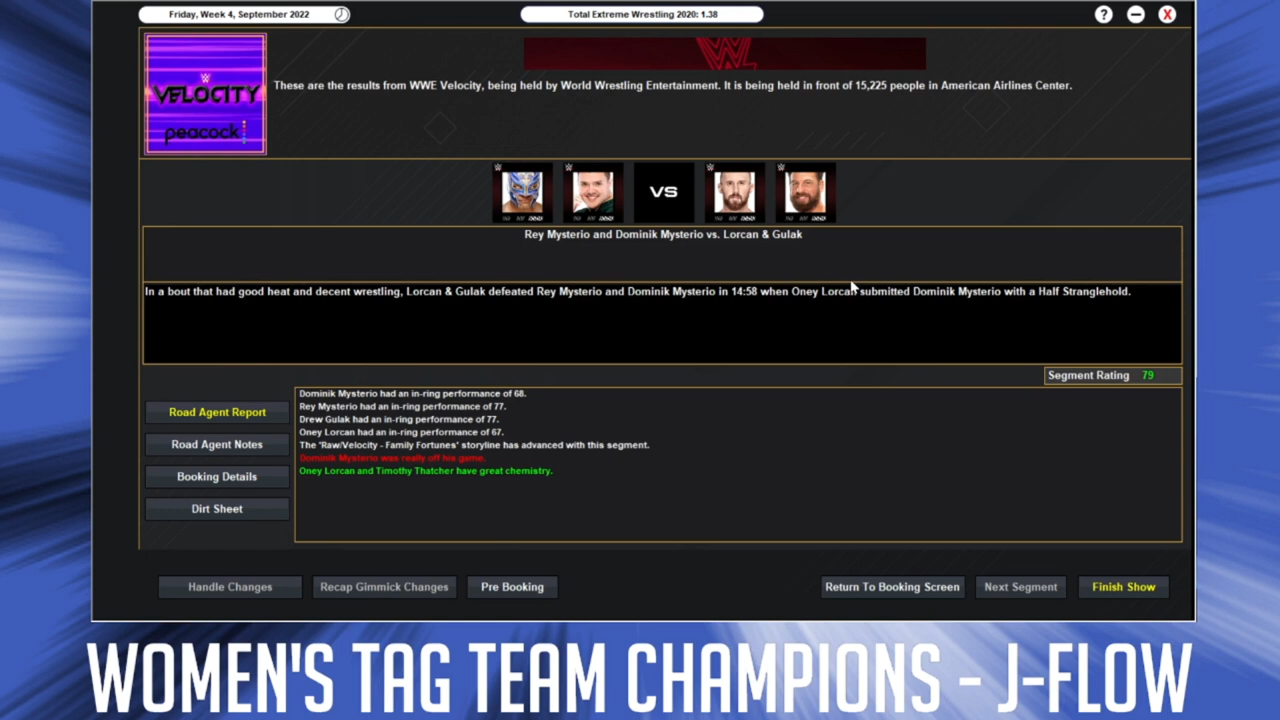 Friday, Week 4, September 2022
Total Extreme Wrestling 2020: 1.38
?
X
W
VELOCITY
peacock
These are the results from WWE Velocity, being held by World Wrestling Entertainment. It is being held in front of 15,225 people in American Airlines Center.
VS
Rey Mysterio and Dominik Mysterio vs. Lorcan & Gulak
In a bout that had good heat and decent wrestling, Lorcan & Gulak defeated Rey Mysterio and Dominik Mysterio in 14:58 when Oney Lorcan submitted Dominik Mysterio with a Half Stranglehold.
Segment Rating 79
Road Agent Report
Road Agent Notes
Booking Details
Dirt Sheet
Dominik Mysterio had an in-ring performance of 68.
Rey Mysterio had an in-ring performance of 77.
Drew Gulak had an in-ring performance of 77.
Oney Lorcan had an in-ring performance of 67.
The 'Raw/Velocity - Family Fortunes' storyline has advanced with this segment.
Dominik Mysterio was really off his game.
Oney Lorcan and Timothy Thatcher have great chemistry.
Handle Changes
Recap Gimmick Changes
Pre Booking
Return To Booking Screen
Next Segment
Finish Show
WOMEN'S TAG TEAM CHAMPIONS - J-FLOW